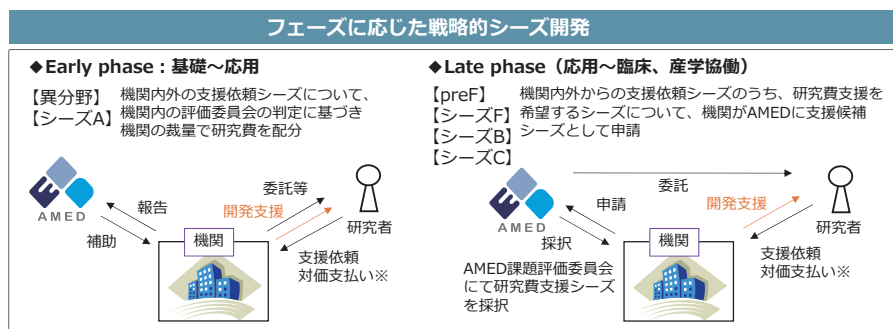 フェーズに応じた戦略的シーズ開発
◆Early phase：基礎～応用
【異分野】
【シーズA】
機関内外の支援依頼シーズについて、
機関内の評価委員会の判定に基づき
機関の裁量で研究費を配分
AMED
報告
補助
機関
委託等
開発支援
研究者
支援依頼
対価支払い※
◆Late phase（応用～臨床、産学協働）
【preF】
【シーズF】
【シーズB】
【シーズC】
機関内外からの支援依頼シーズのうち、研究費支援を
希望するシーズについて、機関がAMEDに支援候補
シーズとして申請
委託
AMED
申請
採択
機関
開発支援
研究者
支援依頼
対価支払い※
AMED課題評価委員会
にて研究費支援シーズ
を採択